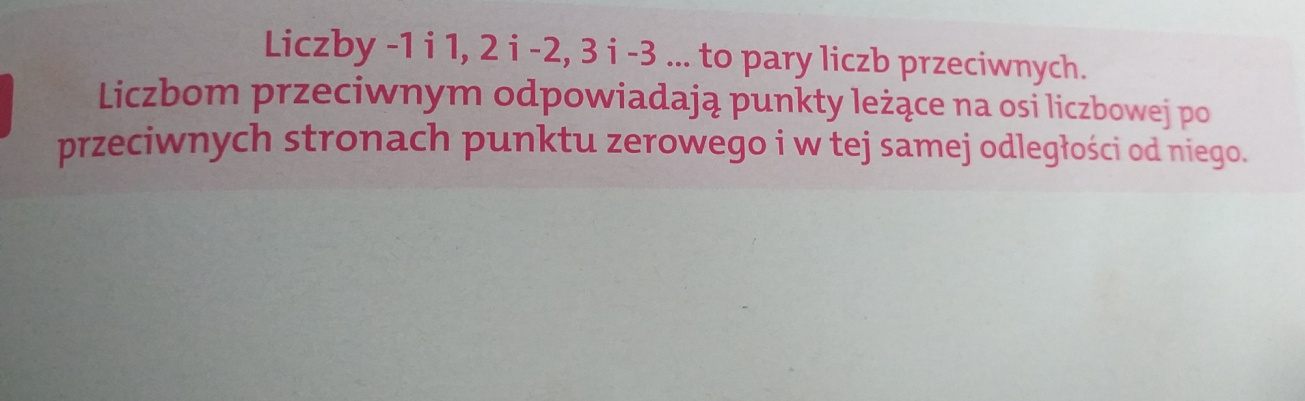 Liczby -1 i 1, 2 i -2, 3 i -3 ... to pary liczb przeciwnych.
Liczbom przeciwnym odpowiadają punkty leżące na osi liczbowej po
przeciwnych stronach punktu zerowego i w tej samej odległości od niego.